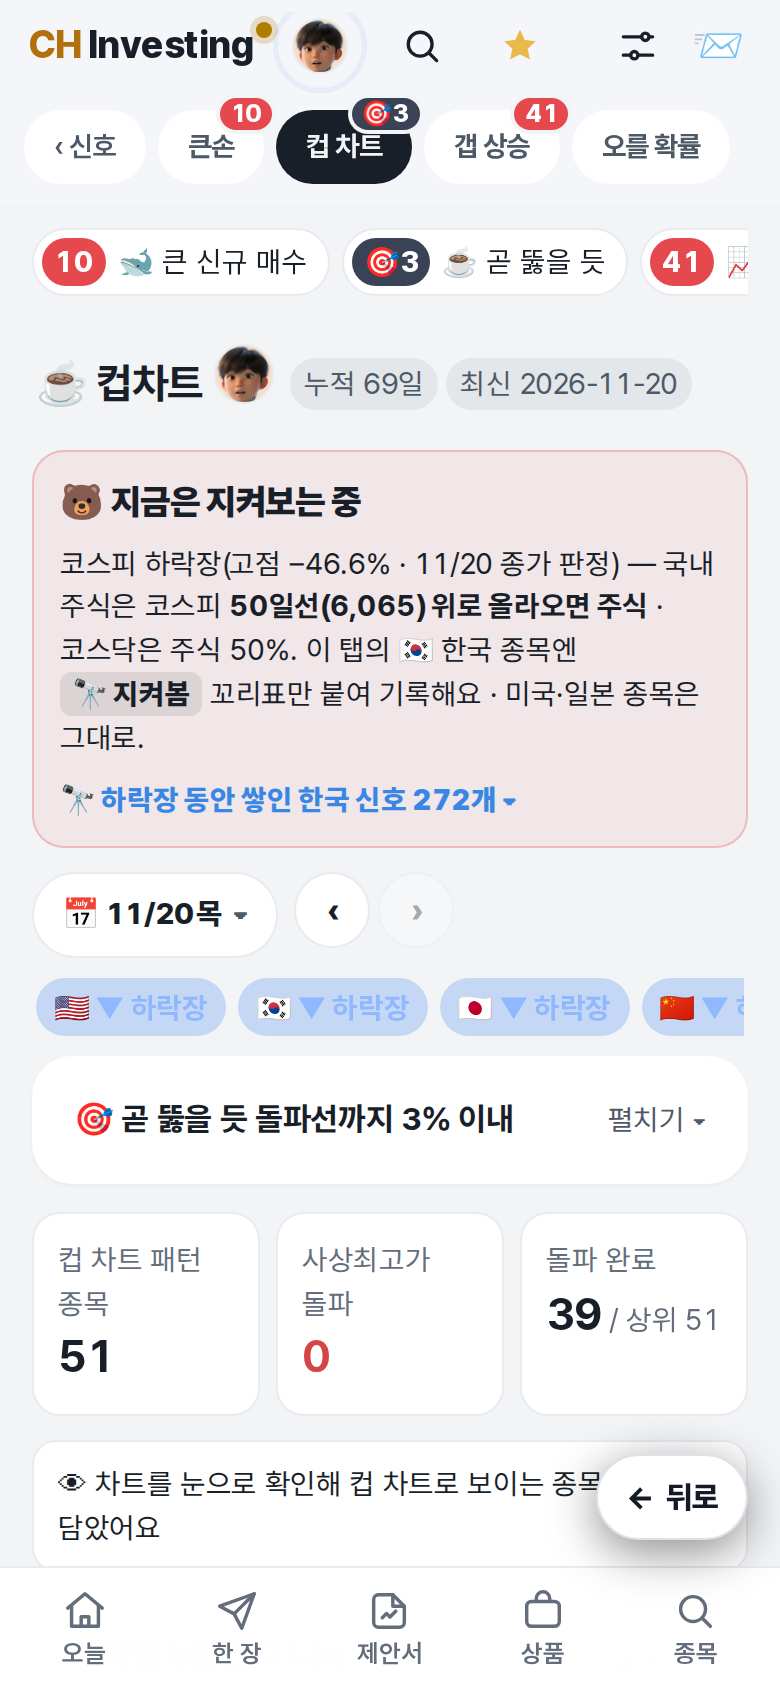 CH Investing
‹ 신호
큰손
10
컵 차트
🎯3
갭 상승
41
오를 확률
10 🐋 큰 신규 매수
🎯3 ☕ 곧 뚫을 듯
41 📈
☕ 컵차트
누적 69일
최신 2026-11-20
🐻 지금은 지켜보는 중
코스피 하락장(고점 −46.6% · 11/20 종가 판정) — 국내
주식은 코스피 50일선(6,065) 위로 올라오면 주식 ·
코스닥은 주식 50%. 이 탭의 🇰🇷 한국 종목엔
🔭 지켜봄 꼬리표만 붙여 기록해요 · 미국·일본 종목은
그대로.
🔭 하락장 동안 쌓인 한국 신호 272개
📅 11/20목
‹
›
🇺🇸 ▼ 하락장
🇰🇷 ▼ 하락장
🇯🇵 ▼ 하락장
🇨🇳 ▼
🎯 곧 뚫을 듯 돌파선까지 3% 이내
펼치기
컵 차트 패턴
종목
51
사상최고가
돌파
0
돌파 완료
39 / 상위 51
👁 차트를 눈으로 확인해 컵 차트로 보이는 종목
담았어요
← 뒤로
오늘
한 장
제안서
상품
종목